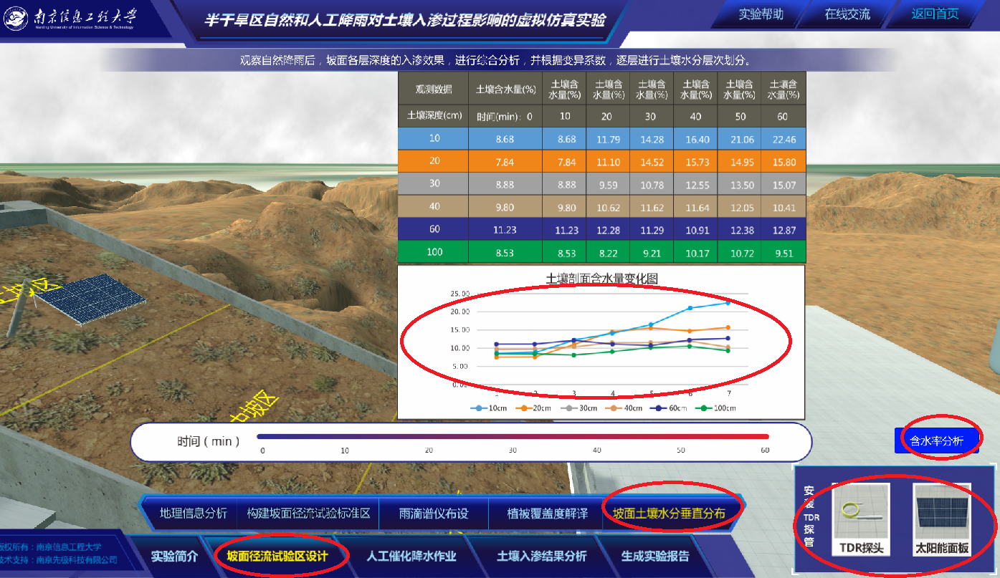 南京信息工程大学
Nanjing University of Information Science & Technology
半干旱区自然和人工降雨对土壤入渗过程影响的虚拟仿真实验
实验帮助
在线交流
返回首页
观察自然降雨后，坡面各层深度的入渗效果，进行综合分析，并根据变异系数，逐层进行土壤水分层次划分。
观测数据 土壤含水量(%) 土壤含水量(%) 土壤含水量(%) 土壤含水量(%) 土壤含水量(%) 土壤含水量(%) 土壤含水量(%)
土壤深度(cm) 时间(min): 0 10 20 30 40 50 60
10 8.68 8.68 11.79 14.28 16.40 21.06 22.46
20 7.84 7.84 11.10 14.52 15.73 14.95 15.80
30 8.88 8.88 9.59 10.78 12.55 13.50 15.07
40 9.80 9.80 10.62 11.62 11.64 12.05 10.41
60 11.23 11.23 12.28 11.29 10.91 12.38 12.87
100 8.53 8.53 8.22 9.21 10.17 10.72 9.51
土壤剖面含水量变化图
25.00
20.00
15.00
10.00
5.00
0.00
1 2 3 4 5 6 7
10cm 20cm 30cm 40cm 60cm 100cm
坡区
时间（min）
0 10 20 30 40 50 60
含水率分析
安装TDR探管
TDR探头
太阳能面板
地理信息分析
构建坡面径流试验标准区
雨滴谱仪布设
植被覆盖度解译
坡面土壤水分垂直分布
版权所有：南京信息工程大学
技术支持：南京先极科技有限公司
实验简介
坡面径流试验区设计
人工催化降水作业
土壤入渗结果分析
生成实验报告